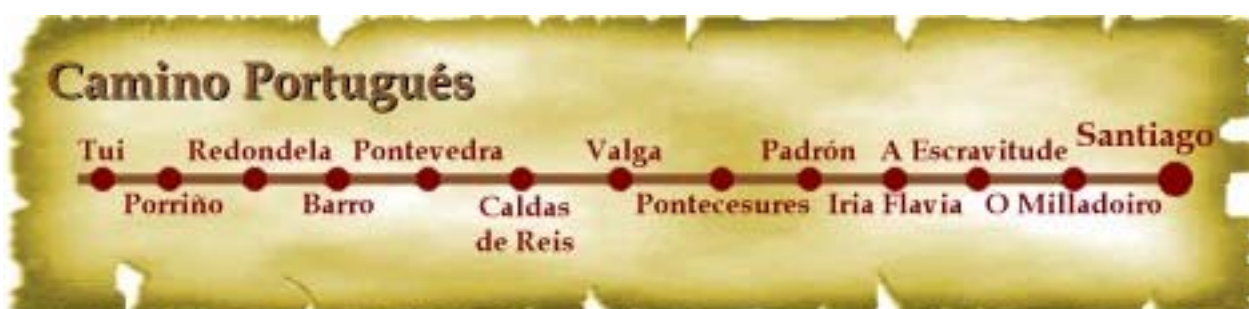 Camino Portugués
Tui Redondela Pontevedra Valga Padrón A Escravitude Santiago
Porriño Barro Caldas de Reis Pontecesures Iria Flavia O Milladoiro